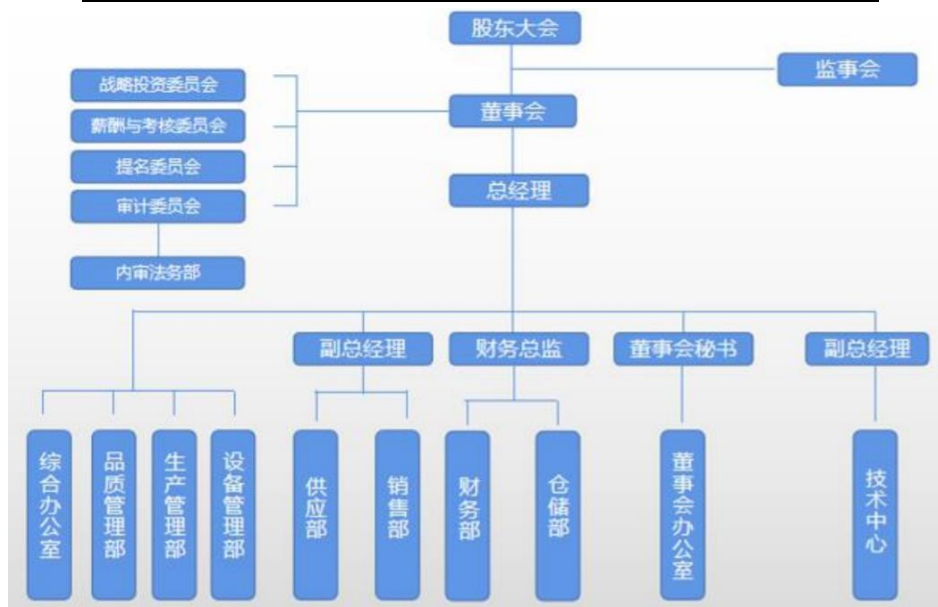 股东大会
监事会
战略投资委员会
董事会
薪酬与考核委员会
提名委员会
总经理
审计委员会
内审法务部
副总经理
财务总监
董事会秘书
副总经理
综合办公室
品质管理部
生产管理部
设备管理部
供应部
销售部
财务部
仓储部
董事会办公室
技术中心